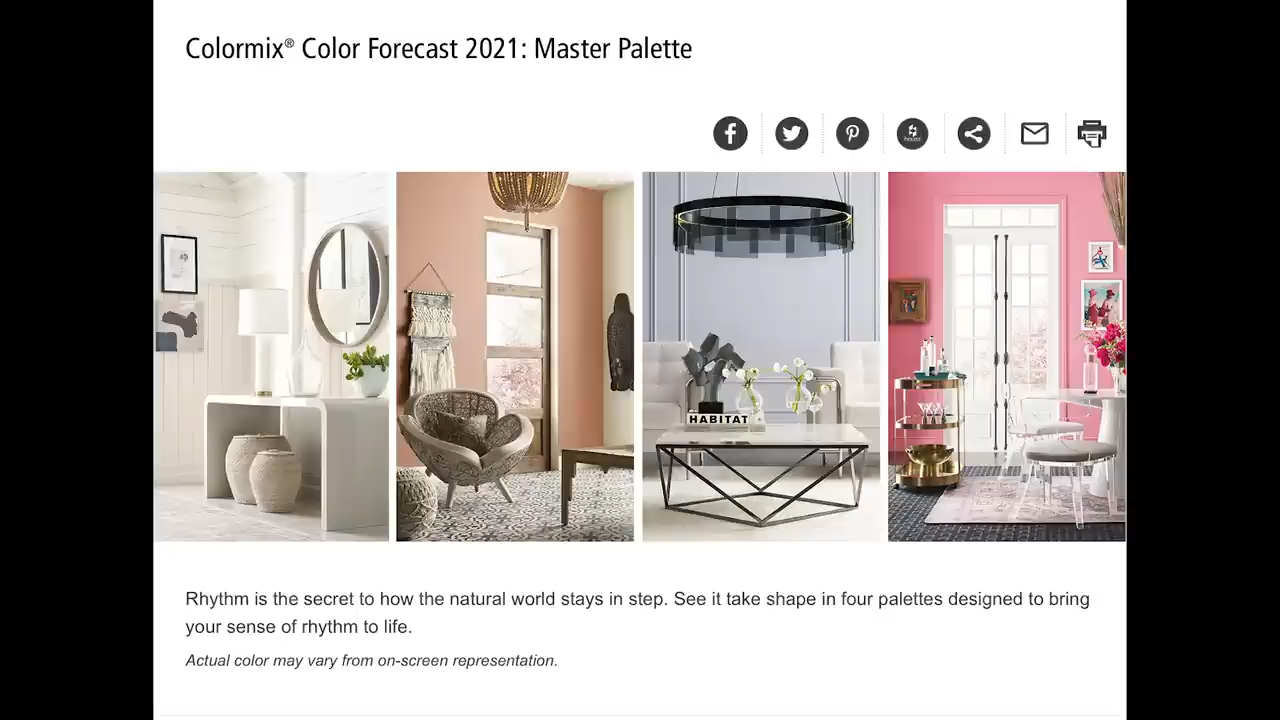 Colormix® Color Forecast 2021: Master Palette
HABITAT
Rhythm is the secret to how the natural world stays in step. See it take shape in four palettes designed to bring
your sense of rhythm to life.
Actual color may vary from on-screen representation.